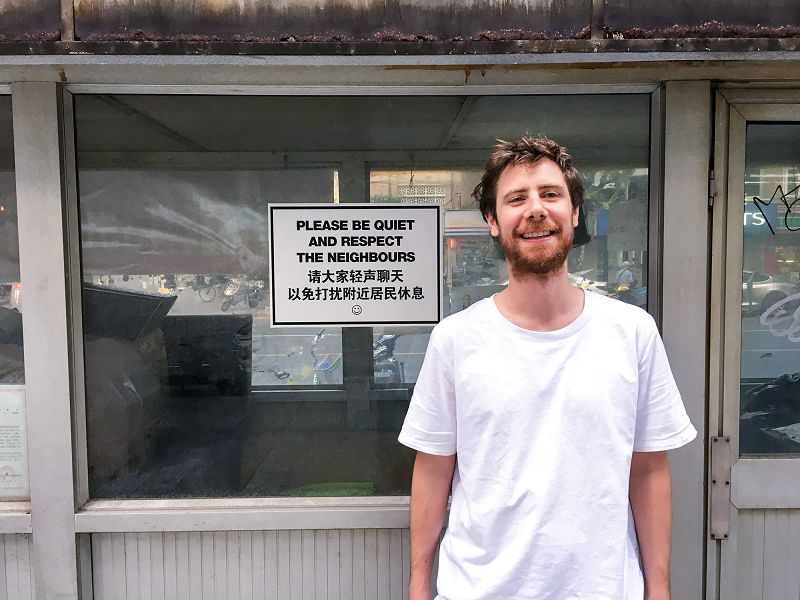 PLEASE BE QUIET
AND RESPECT
THE NEIGHBOURS
请大家轻声聊天
以免打扰附近居民休息
☺